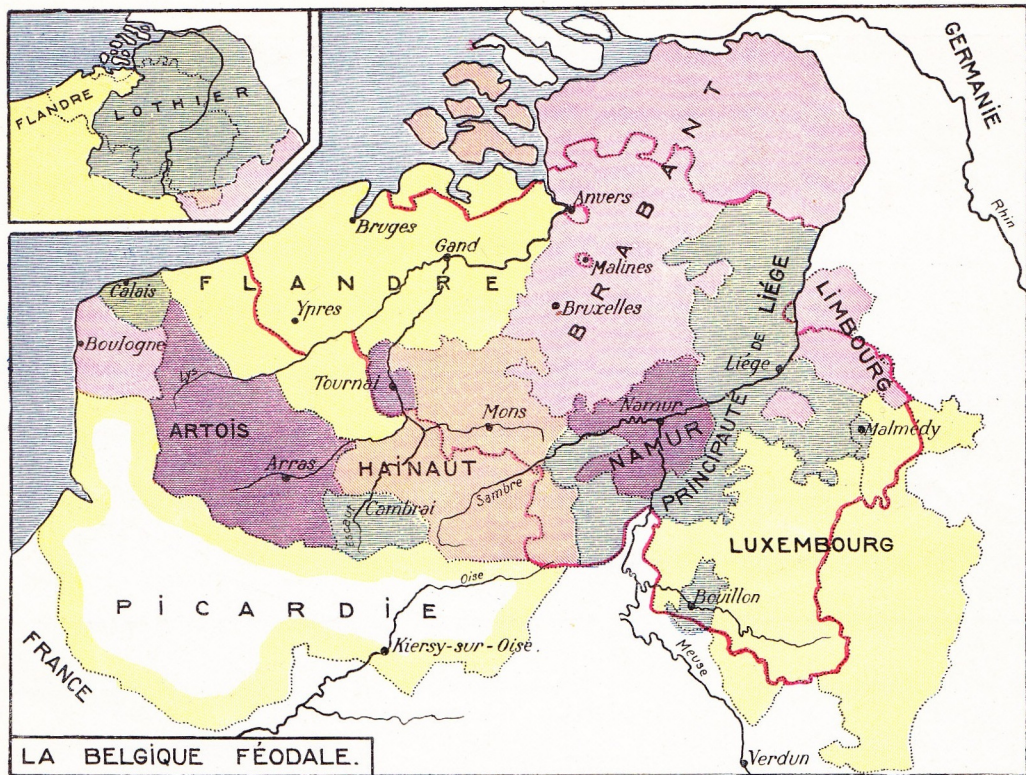 FLANDRE
LOTHIER
GERMANIE
Rhin
BRABANT
Anvers
Bruges
Gand
Malines
FLANDRE
Calais
Ypres
Bruxelles
PRINCIPAUTÉ DE LIÉGE
LIMBOURG
Boulogne
Lys
Tournai
Liége
Mons
Namur
NAMUR
Malmédy
ARTOIS
HAINAUT
Arras
Sambre
Escaut
Cambrai
LUXEMBOURG
Oise
Bouillon
PICARDIE
Kiersy-sur-Oise.
Meuse
FRANCE
Verdun
LA BELGIQUE FÉODALE.